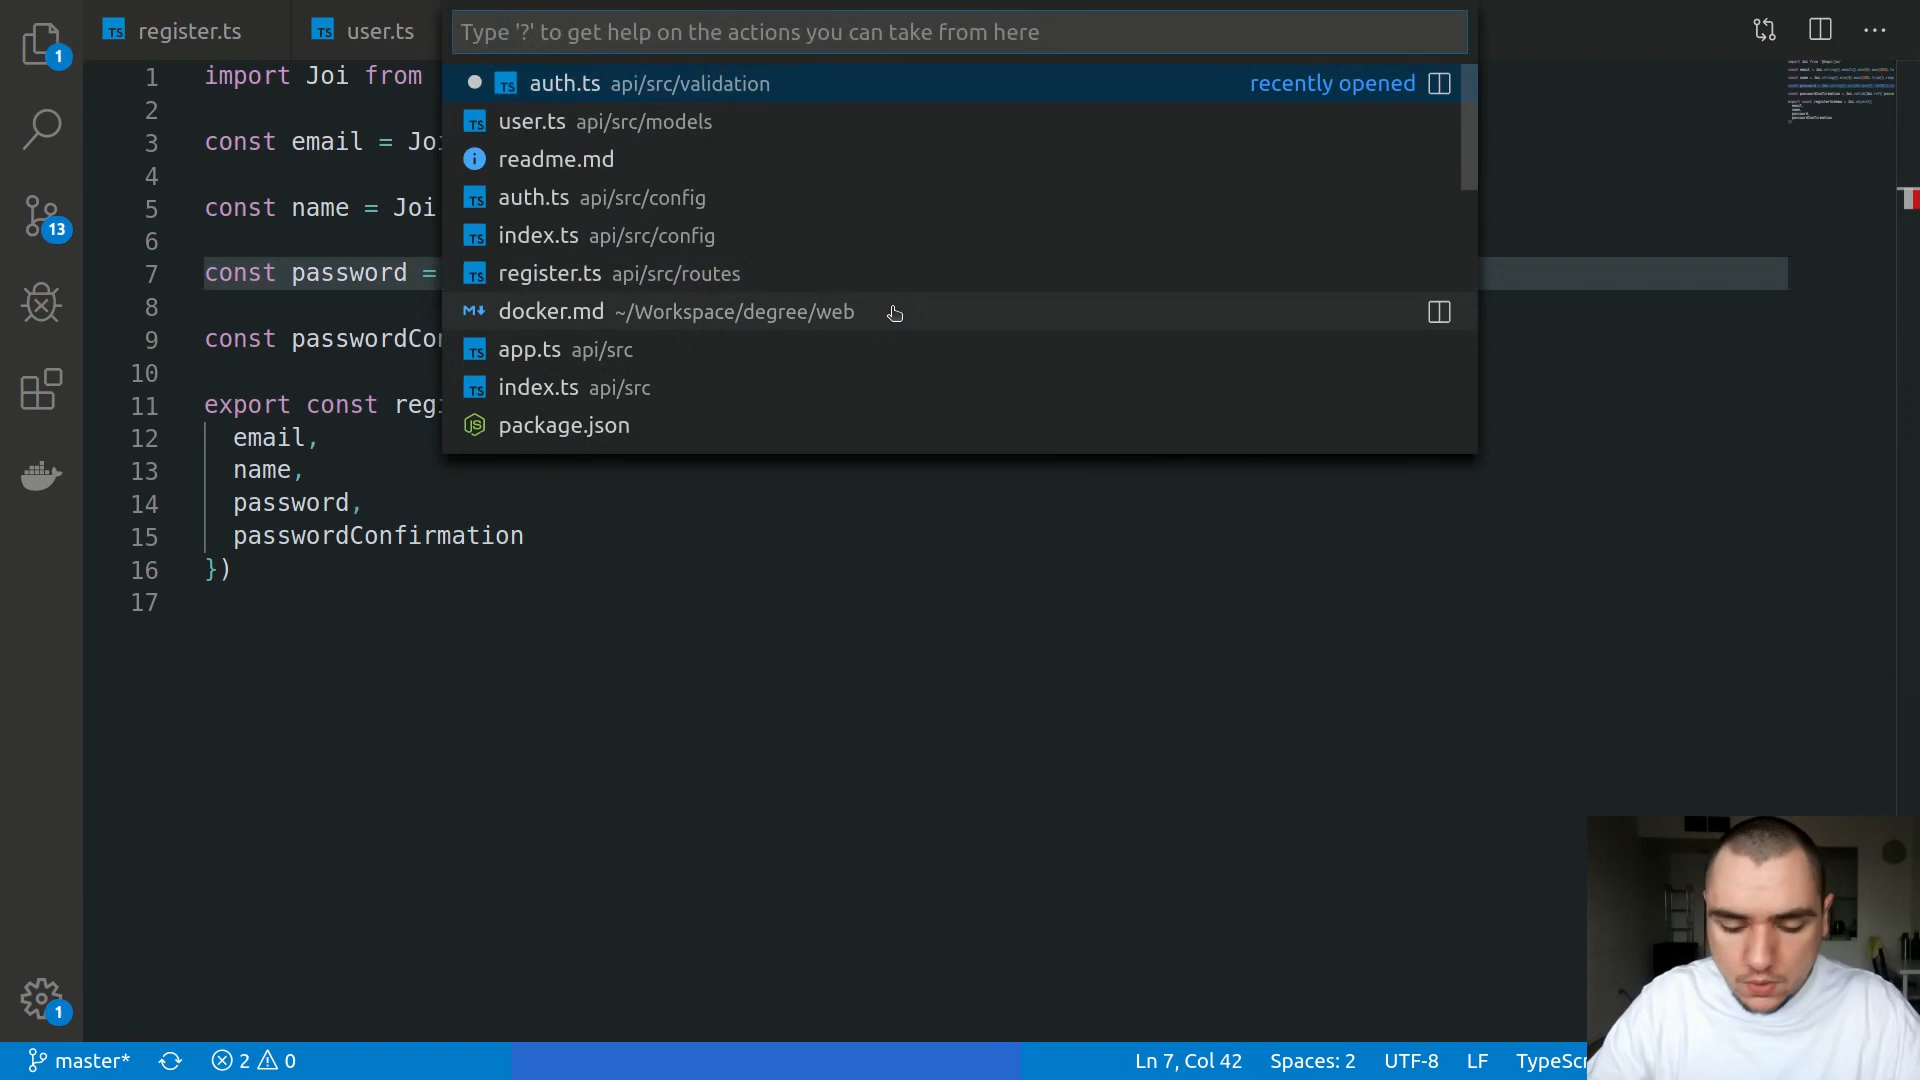 register.ts
user.ts
Type '?' to get help on the actions you can take from here
auth.ts api/src/validation recently opened
user.ts api/src/models
readme.md
auth.ts api/src/config
index.ts api/src/config
register.ts api/src/routes
docker.md ~/Workspace/degree/web
app.ts api/src
index.ts api/src
package.json
1 import Joi from
2
3 const email = Joi
4
5 const name = Joi
6
7 const password =
8
9 const passwordCon
10
11 export const regi
12 email,
13 name,
14 password,
15 passwordConfirmation
16 })
17
1
13
1
master* 2 0 Ln 7, Col 42 Spaces: 2 UTF-8 LF TypeScr